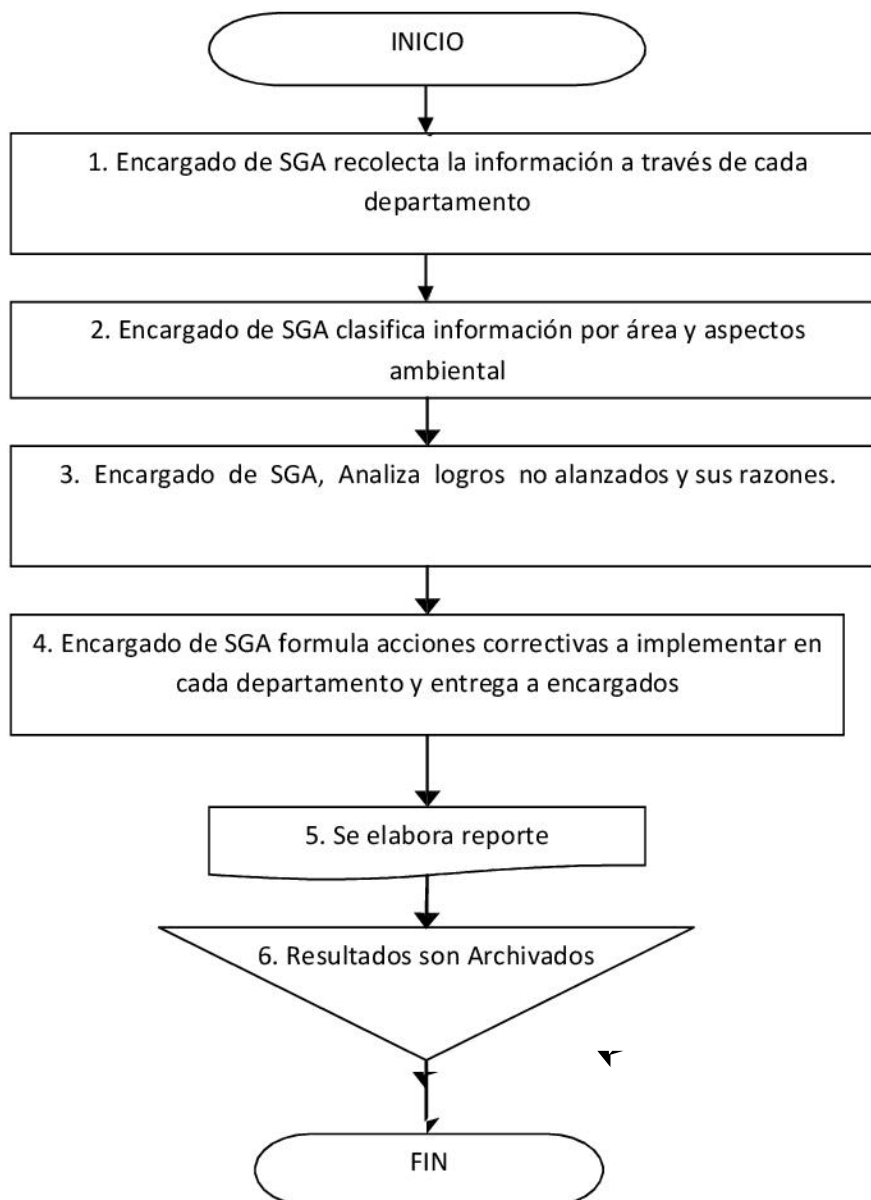 INICIO
1. Encargado de SGA recolecta la información a través de cada
departamento
2. Encargado de SGA clasifica información por área y aspectos
ambiental
3. Encargado de SGA, Analiza logros no alanzados y sus razones.
4. Encargado de SGA formula acciones correctivas a implementar en
cada departamento y entrega a encargados
5. Se elabora reporte
6. Resultados son Archivados
FIN